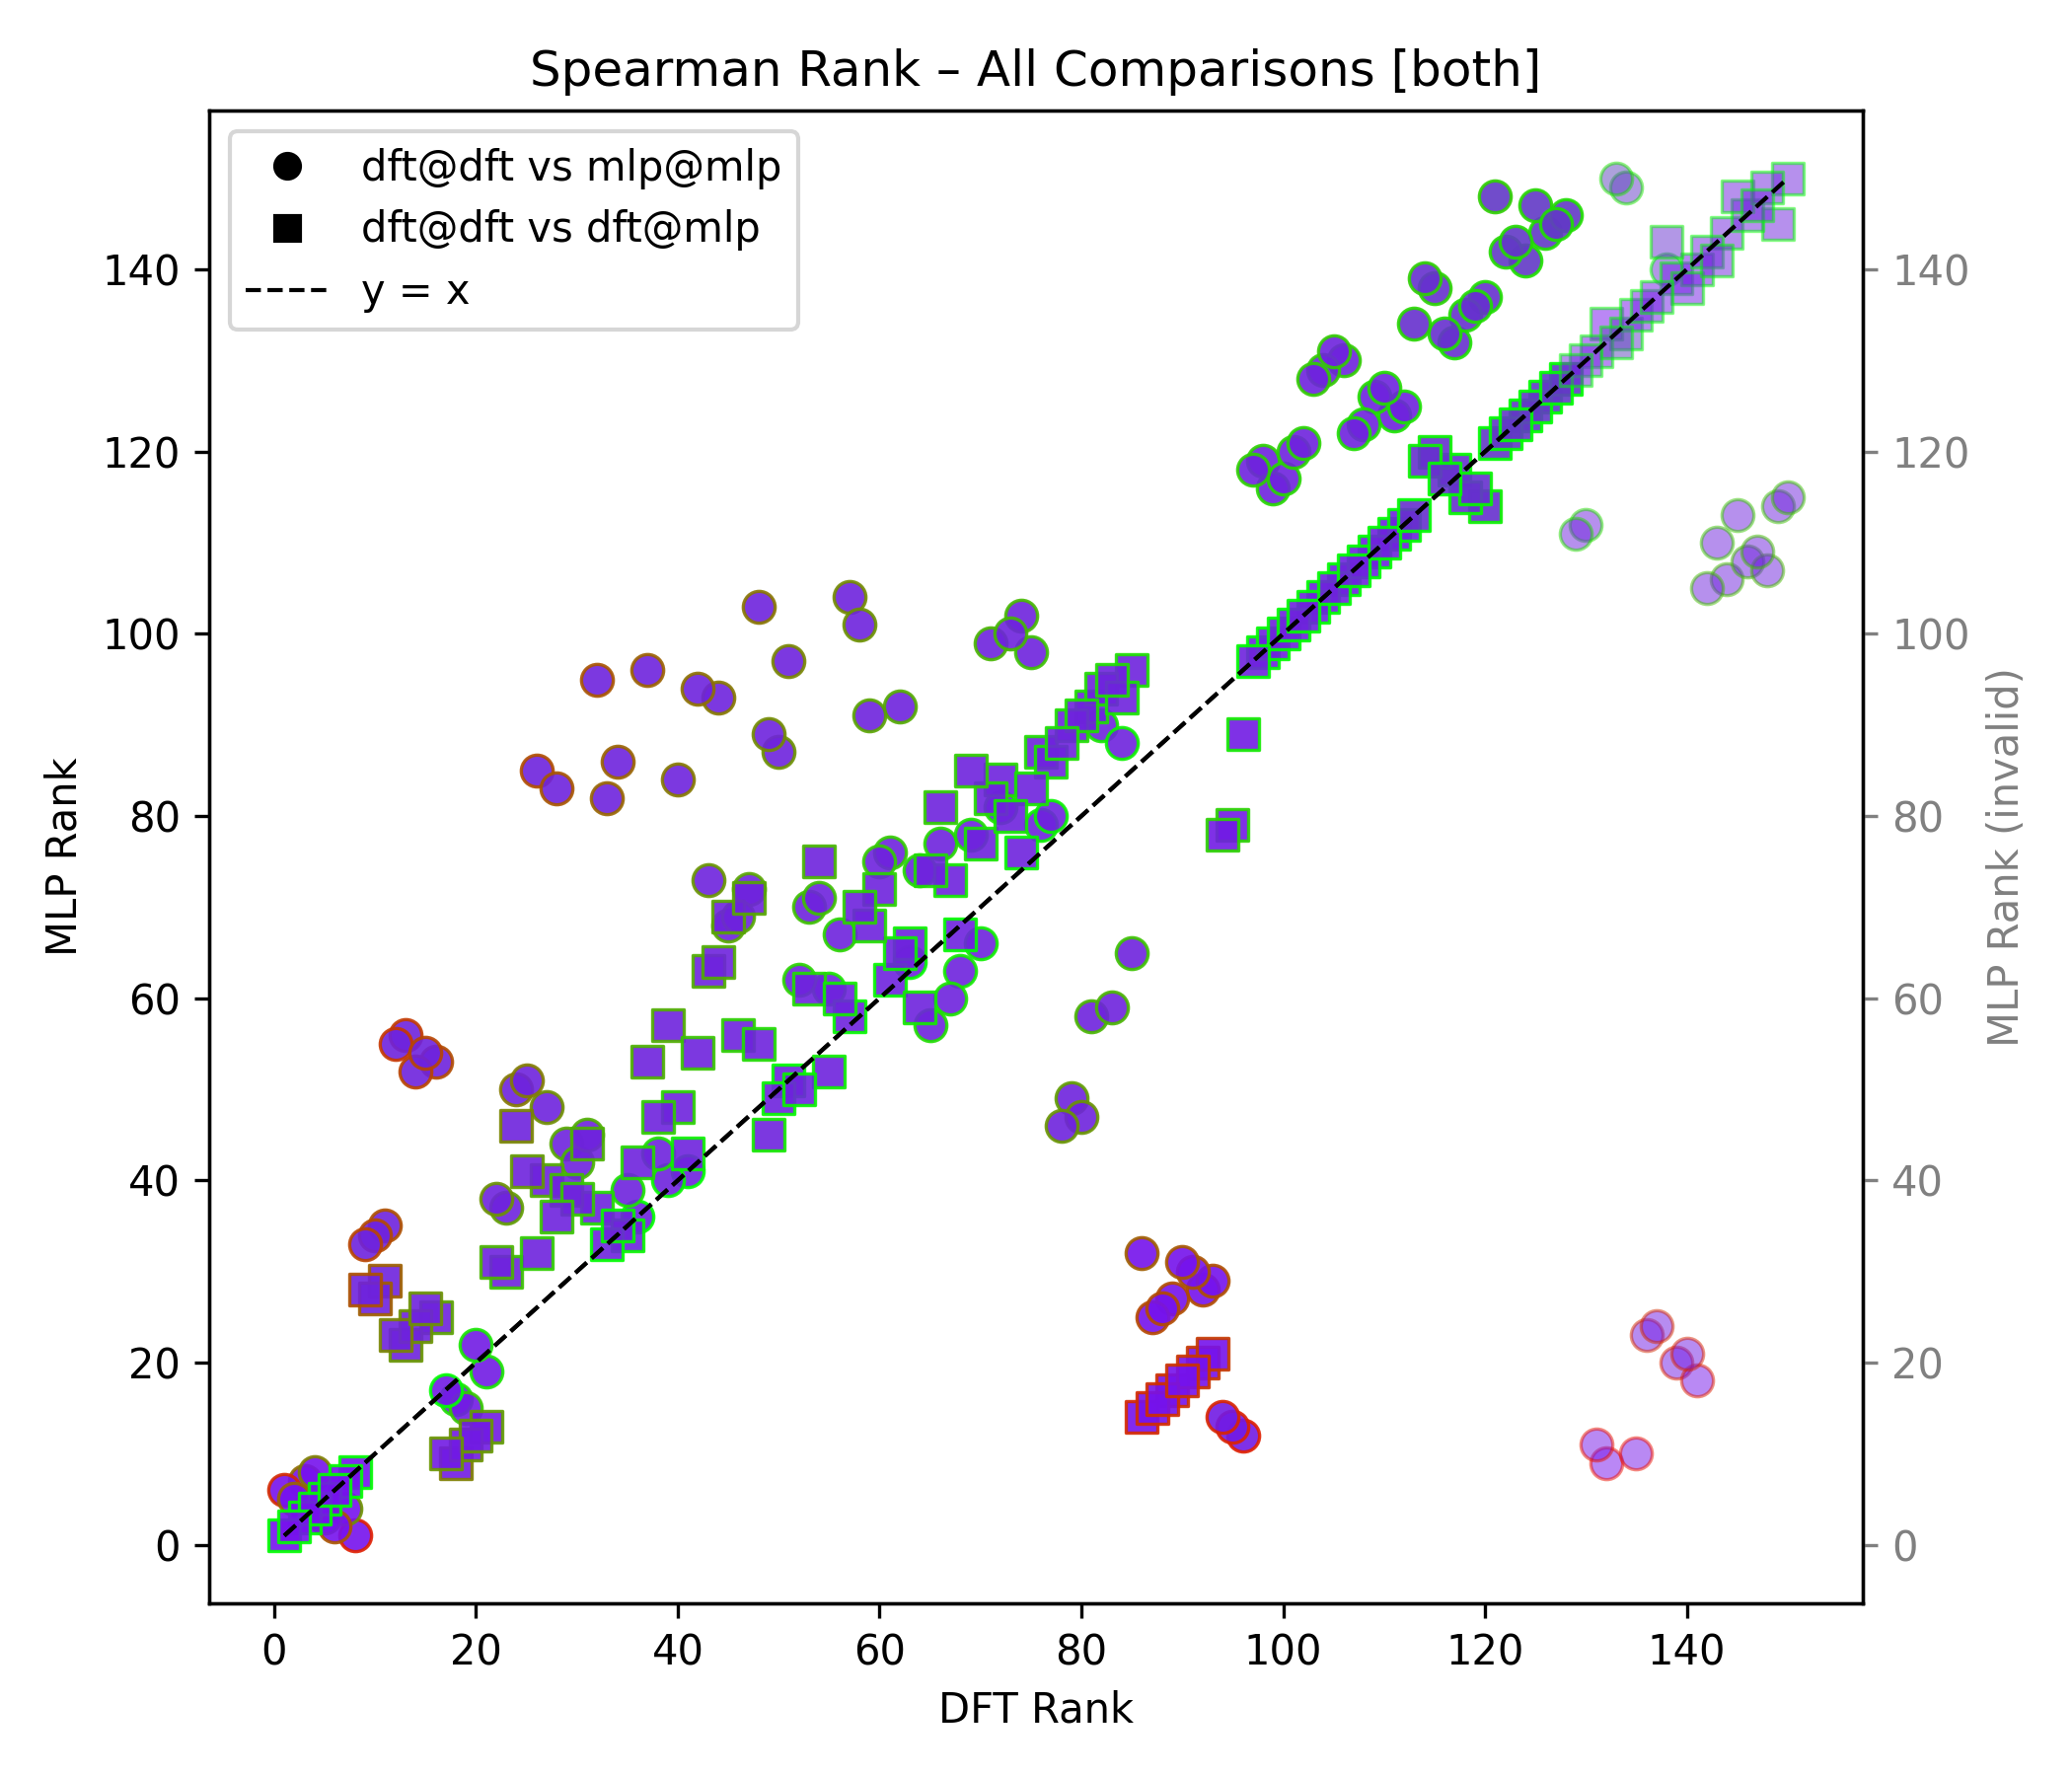 Spearman Rank – All Comparisons [both]
dft@dft vs mlp@mlp
dft@dft vs dft@mlp
y = x
MLP Rank
140
120
100
80
60
40
20
0
140
120
100
80
60
40
20
0
MLP Rank (invalid)
0 20 40 60 80 100 120 140
DFT Rank